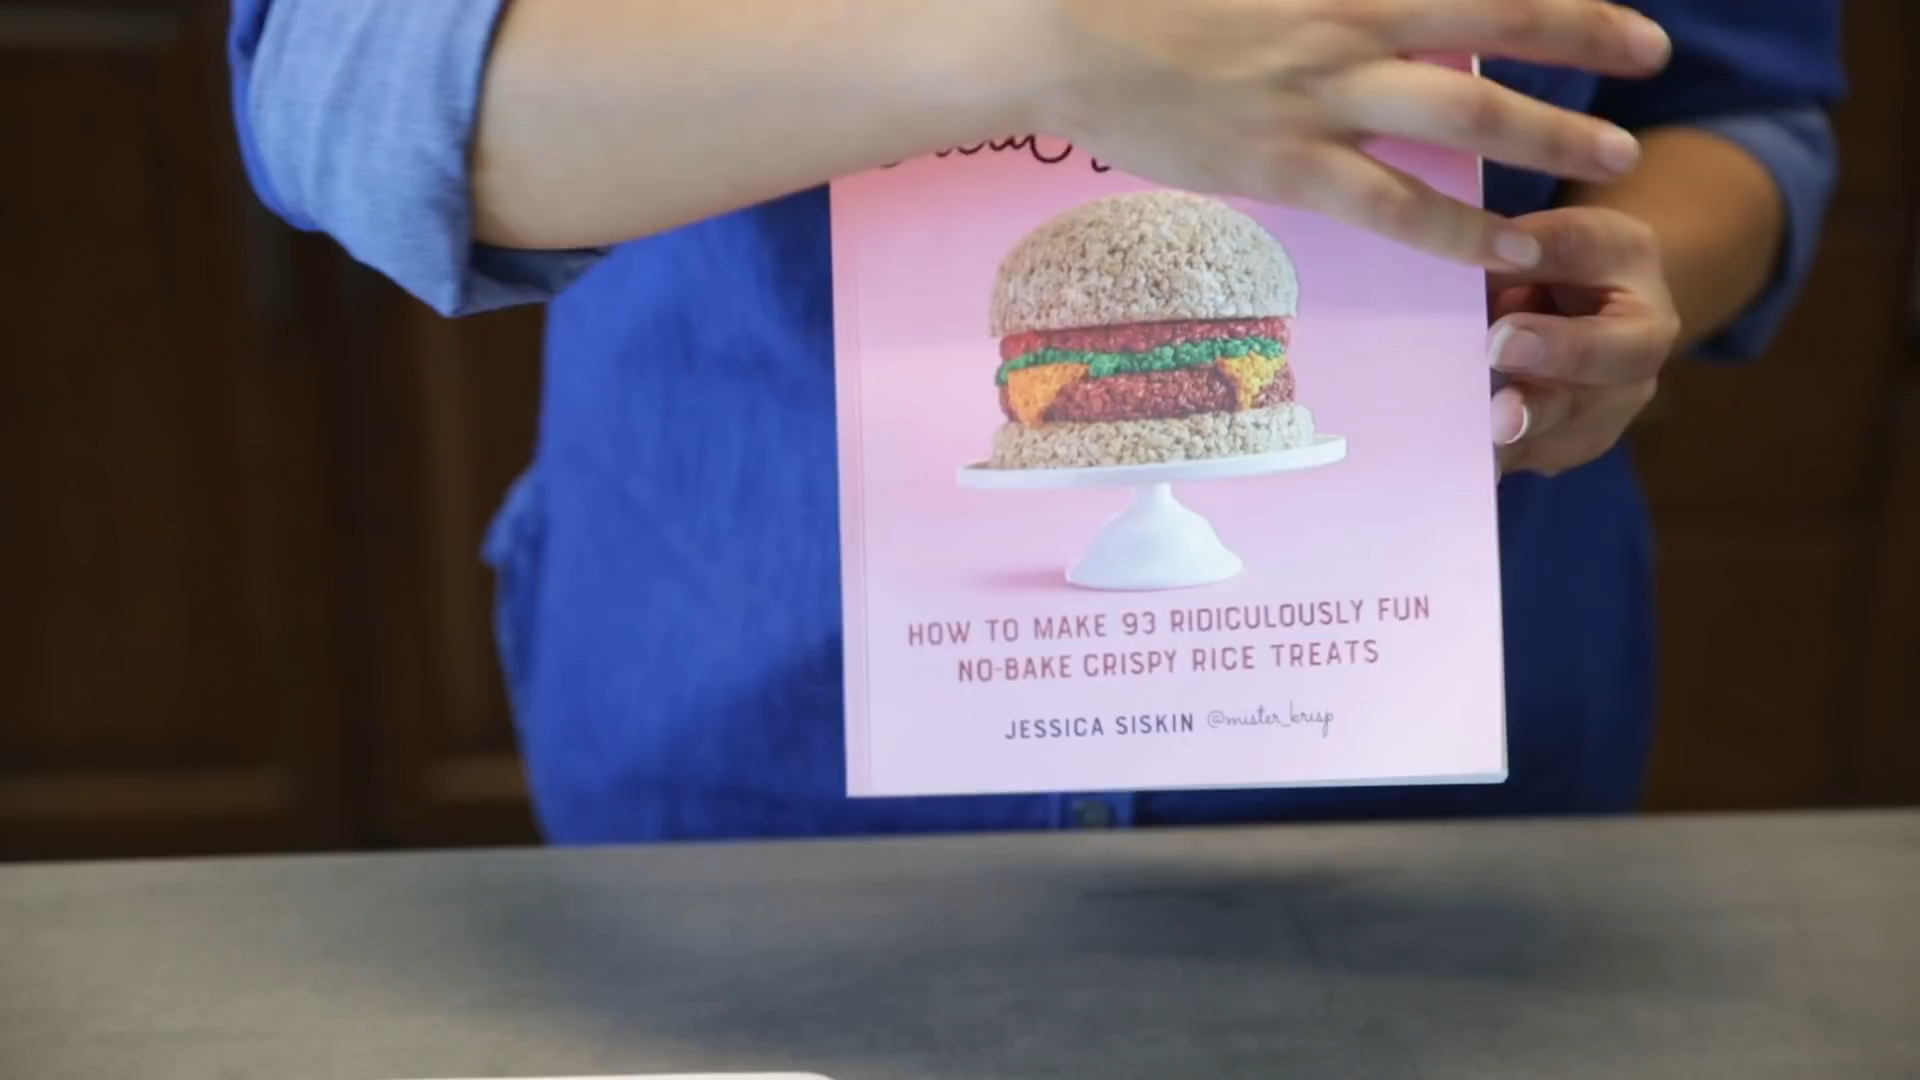 HOW TO MAKE 93 RIDICULOUSLY FUN
NO-BAKE CRISPY RICE TREATS
JESSICA SISKIN @mister_krisp